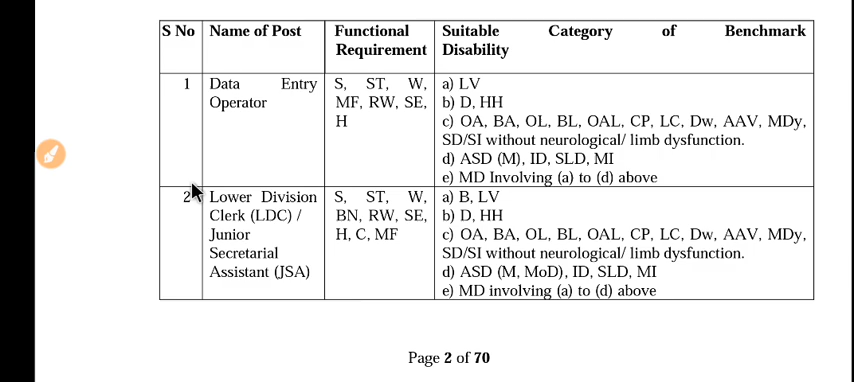 S No Name of Post Functional Requirement Suitable Category of Benchmark Disability
1 Data Entry Operator
S, ST, W,
MF, RW, SE,
H
a) LV
b) D, HH
c) OA, BA, OL, BL, OAL, CP, LC, Dw, AAV, MDy,
SD/SI without neurological/ limb dysfunction.
d) ASD (M), ID, SLD, MI
e) MD Involving (a) to (d) above
2 Lower Division
Clerk (LDC) /
Junior
Secretarial
Assistant (JSA)
S, ST, W,
BN, RW, SE,
H, C, MF
a) B, LV
b) D, HH
c) OA, BA, OL, BL, OAL, CP, LC, Dw, AAV, MDy,
SD/SI without neurological/ limb dysfunction.
d) ASD (M, MoD), ID, SLD, MI
e) MD involving (a) to (d) above
Page 2 of 70